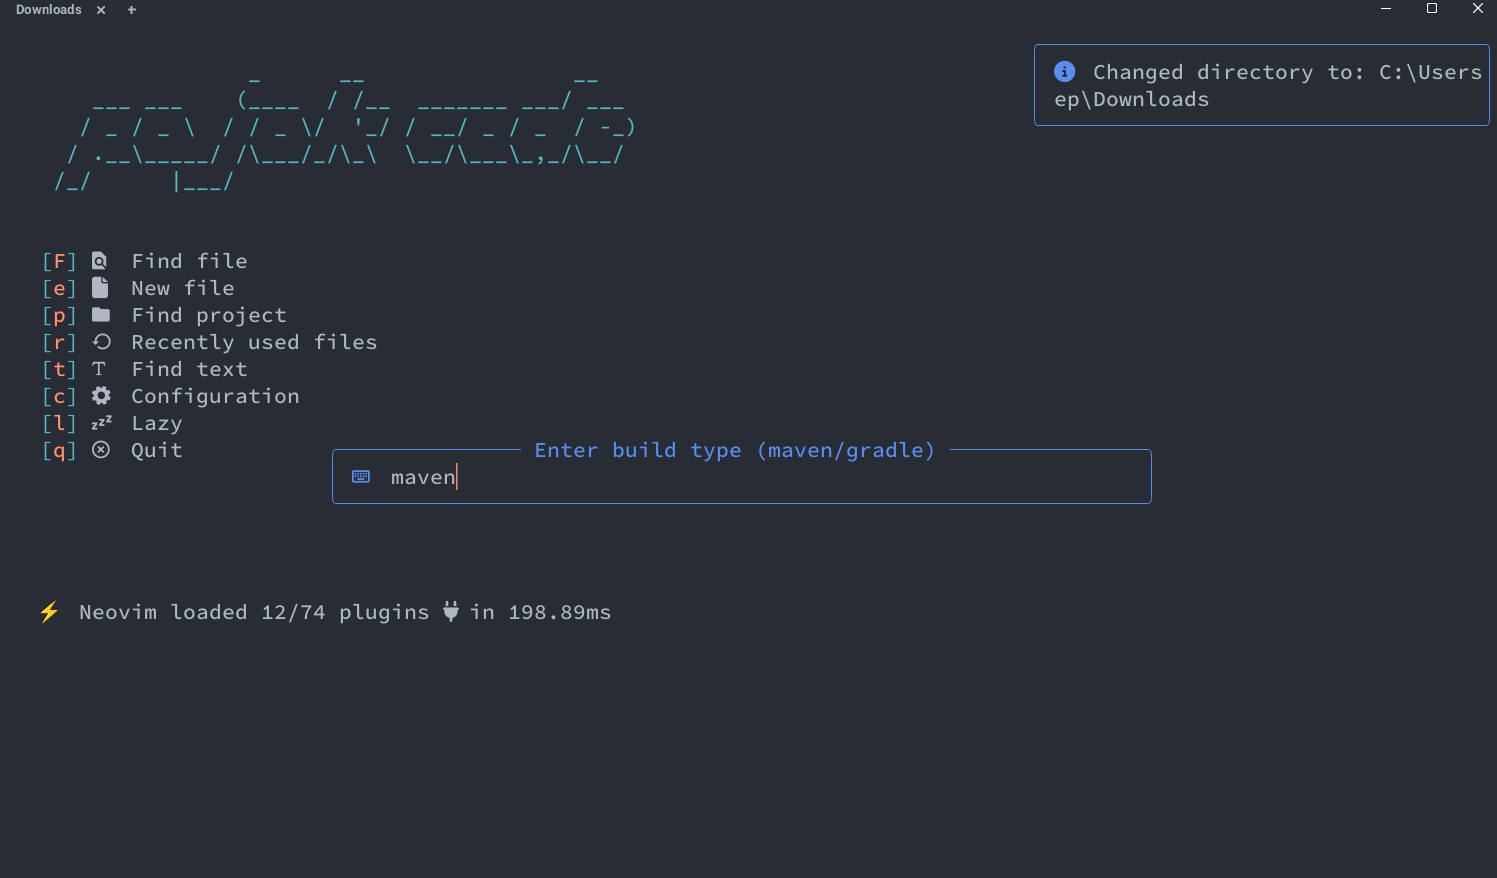 Downloads
Changed directory to: C:\Users
ep\Downloads
pojokcode
[F] Find file
[e] New file
[p] Find project
[r] Recently used files
[t] Find text
[c] Configuration
[l] Lazy
[q] Quit
Enter build type (maven/gradle)
maven
⚡ Neovim loaded 12/74 plugins in 198.89ms